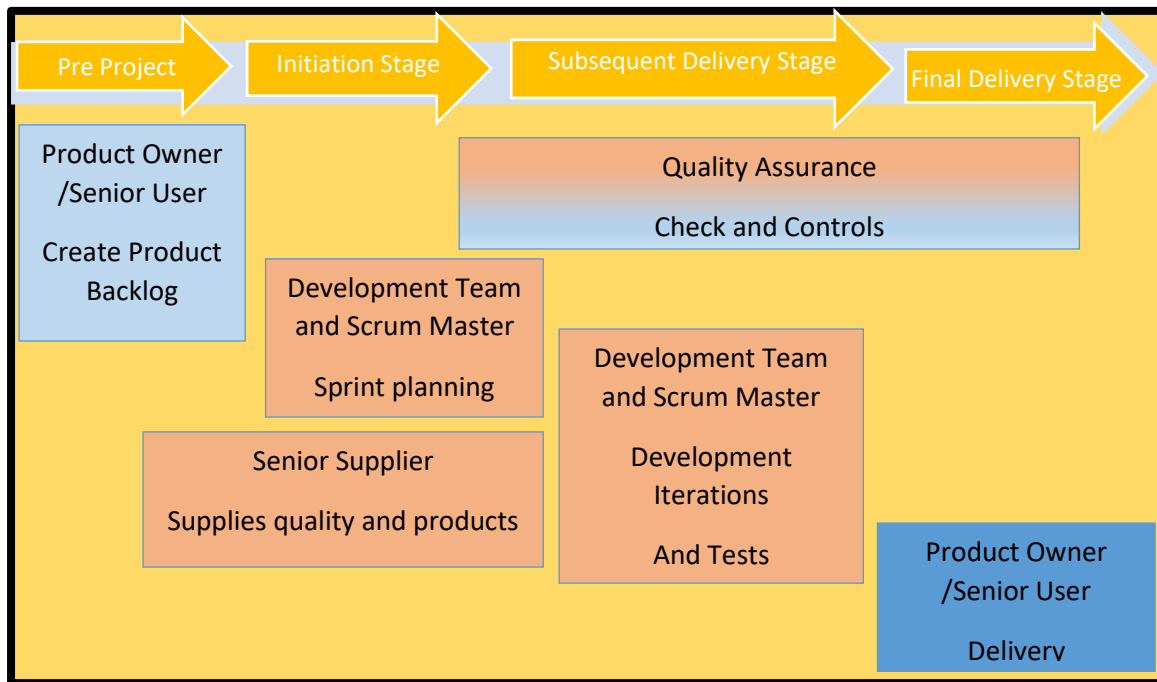 Pre Project
Initiation Stage
Subsequent Delivery Stage
Final Delivery Stage
Product Owner
/Senior User
Create Product
Backlog
Quality Assurance
Check and Controls
Development Team
and Scrum Master
Sprint planning
Senior Supplier
Supplies quality and products
Development Team
and Scrum Master
Development
Iterations
And Tests
Product Owner
/Senior User
Delivery